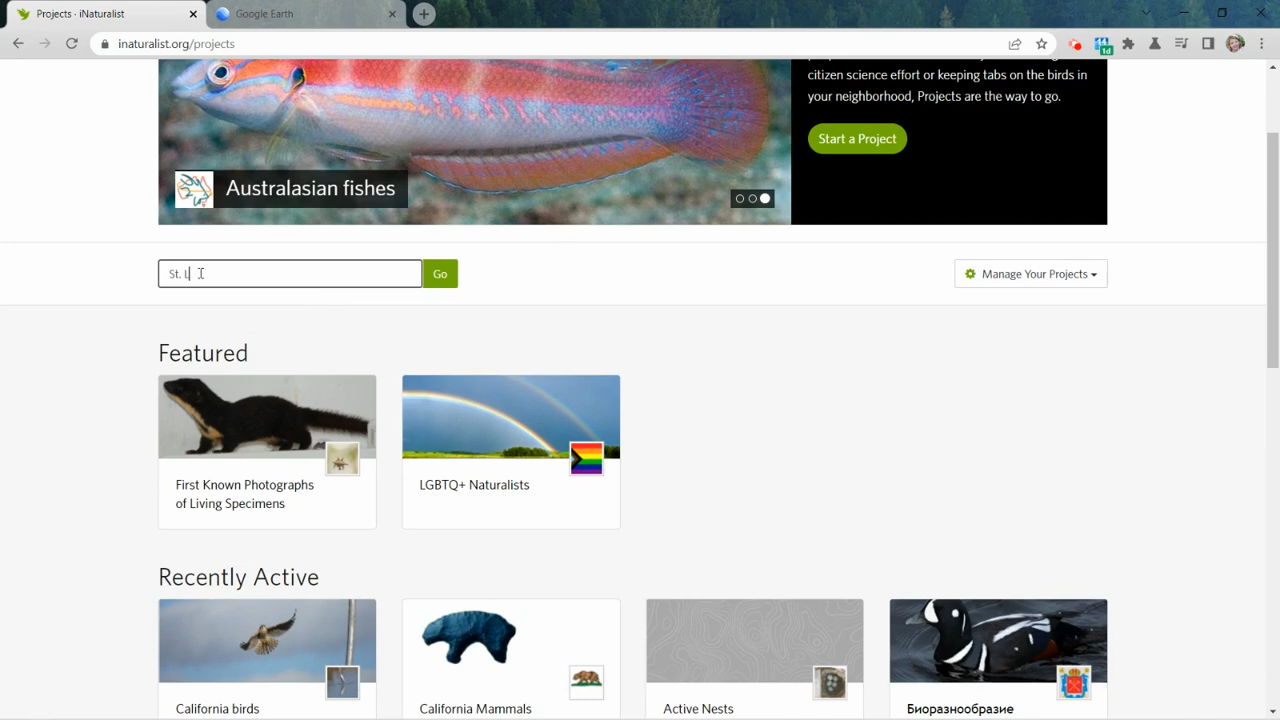 Projects · iNaturalist
Google Earth
inaturalist.org/projects
1d
citizen science effort or keeping tabs on the birds in
your neighborhood, Projects are the way to go.
Start a Project
Australasian fishes
St. L
Go
Manage Your Projects
Featured
First Known Photographs
of Living Specimens
LGBTQ+ Naturalists
Recently Active
California birds
California Mammals
Active Nests
Биоразнообразие